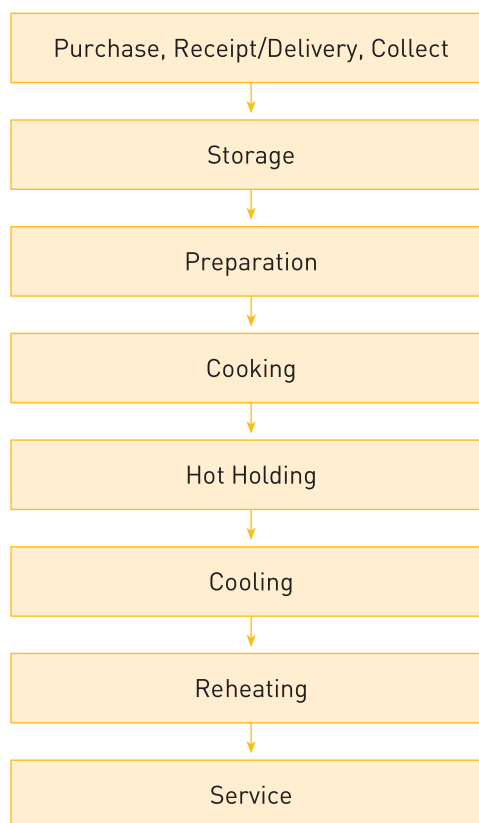 Purchase, Receipt/Delivery, Collect
Storage
Preparation
Cooking
Hot Holding
Cooling
Reheating
Service